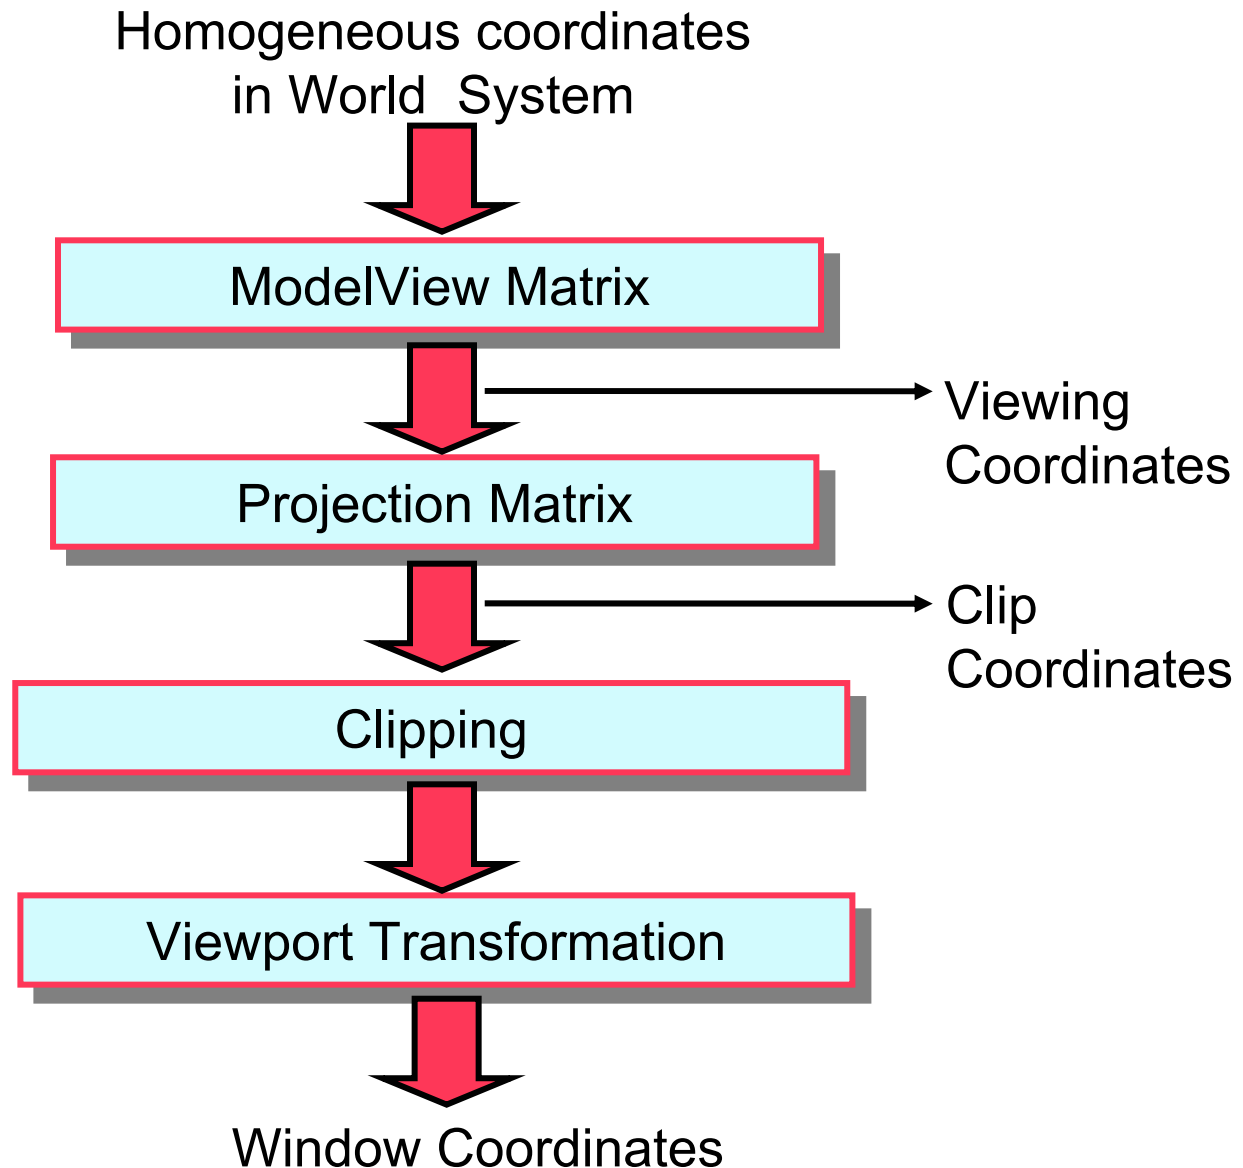 Homogeneous coordinates
in World System
ModelView Matrix
Viewing
Coordinates
Projection Matrix
Clip
Coordinates
Clipping
Viewport Transformation
Window Coordinates